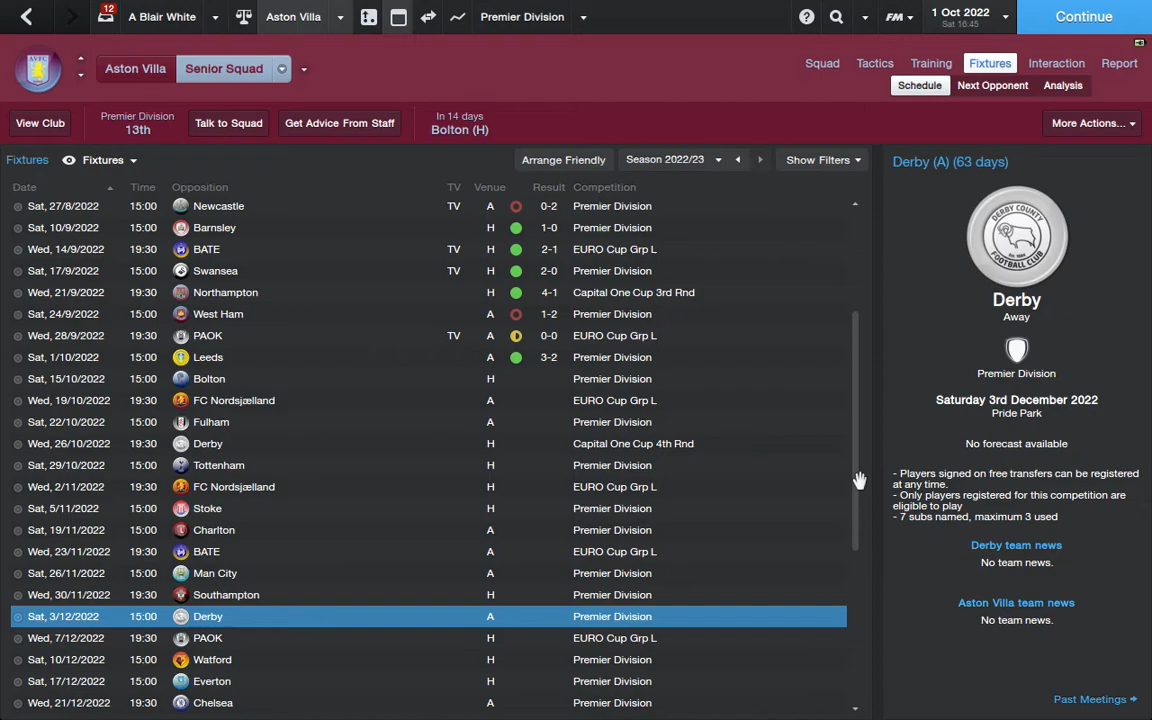 12
A Blair White
Aston Villa
Premier Division
FM
1 Oct 2022
Sat 16:45
Continue
AVFC
Aston Villa
Senior Squad
Squad
Tactics
Training
Fixtures
Interaction
Report
Schedule
Next Opponent
Analysis
View Club
Premier Division
13th
Talk to Squad
Get Advice From Staff
In 14 days
Bolton (H)
More Actions...
Fixtures
Fixtures
Arrange Friendly
Season 2022/23
Show Filters
Date Time Opposition TV Venue Result Competition
Sat, 27/8/2022 15:00 Newcastle TV A 0-2 Premier Division
Sat, 10/9/2022 15:00 Barnsley H 1-0 Premier Division
Wed, 14/9/2022 19:30 BATE TV H 2-1 EURO Cup Grp L
Sat, 17/9/2022 15:00 Swansea TV H 2-0 Premier Division
Wed, 21/9/2022 19:30 Northampton H 4-1 Capital One Cup 3rd Rnd
Sat, 24/9/2022 15:00 West Ham A 1-2 Premier Division
Wed, 28/9/2022 19:30 PAOK TV A 0-0 EURO Cup Grp L
Sat, 1/10/2022 15:00 Leeds A 3-2 Premier Division
Sat, 15/10/2022 15:00 Bolton H Premier Division
Wed, 19/10/2022 19:30 FC Nordsjælland A EURO Cup Grp L
Sat, 22/10/2022 15:00 Fulham A Premier Division
Wed, 26/10/2022 19:30 Derby H Capital One Cup 4th Rnd
Sat, 29/10/2022 15:00 Tottenham H Premier Division
Wed, 2/11/2022 19:30 FC Nordsjælland H EURO Cup Grp L
Sat, 5/11/2022 15:00 Stoke H Premier Division
Sat, 19/11/2022 15:00 Charlton A Premier Division
Wed, 23/11/2022 19:30 BATE A EURO Cup Grp L
Sat, 26/11/2022 15:00 Man City A Premier Division
Wed, 30/11/2022 19:30 Southampton H Premier Division
Sat, 3/12/2022 15:00 Derby A Premier Division
Wed, 7/12/2022 19:30 PAOK H EURO Cup Grp L
Sat, 10/12/2022 15:00 Watford H Premier Division
Sat, 17/12/2022 15:00 Everton H Premier Division
Wed, 21/12/2022 19:30 Chelsea A Premier Division
Derby (A) (63 days)
DERBY COUNTY
FOOTBALL CLUB
Derby
Away
Premier Division
Saturday 3rd December 2022
Pride Park
No forecast available
- Players signed on free transfers can be registered
at any time.
- Only players registered for this competition are
eligible to play
- 7 subs named, maximum 3 used
Derby team news
No team news.
Aston Villa team news
No team news.
Past Meetings